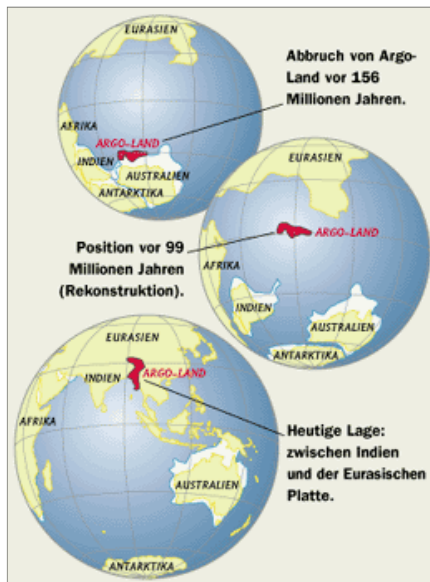 EURASIEN
Abbruch von Argo-
Land vor 156
Millionen Jahren.
AFRIKA
ARGO-LAND
INDIEN
AUSTRALIEN
ANTARKTIKA
EURASIEN
Position vor 99
Millionen Jahren
(Rekonstruktion).
ARGO-LAND
AFRIKA
INDIEN
AUSTRALIEN
ANTARKTIKA
EURASIEN
INDIEN
ARGO-LAND
AFRIKA
Heutige Lage:
zwischen Indien
und der Eurasischen
Platte.
AUSTRALIEN
ANTARKTIKA